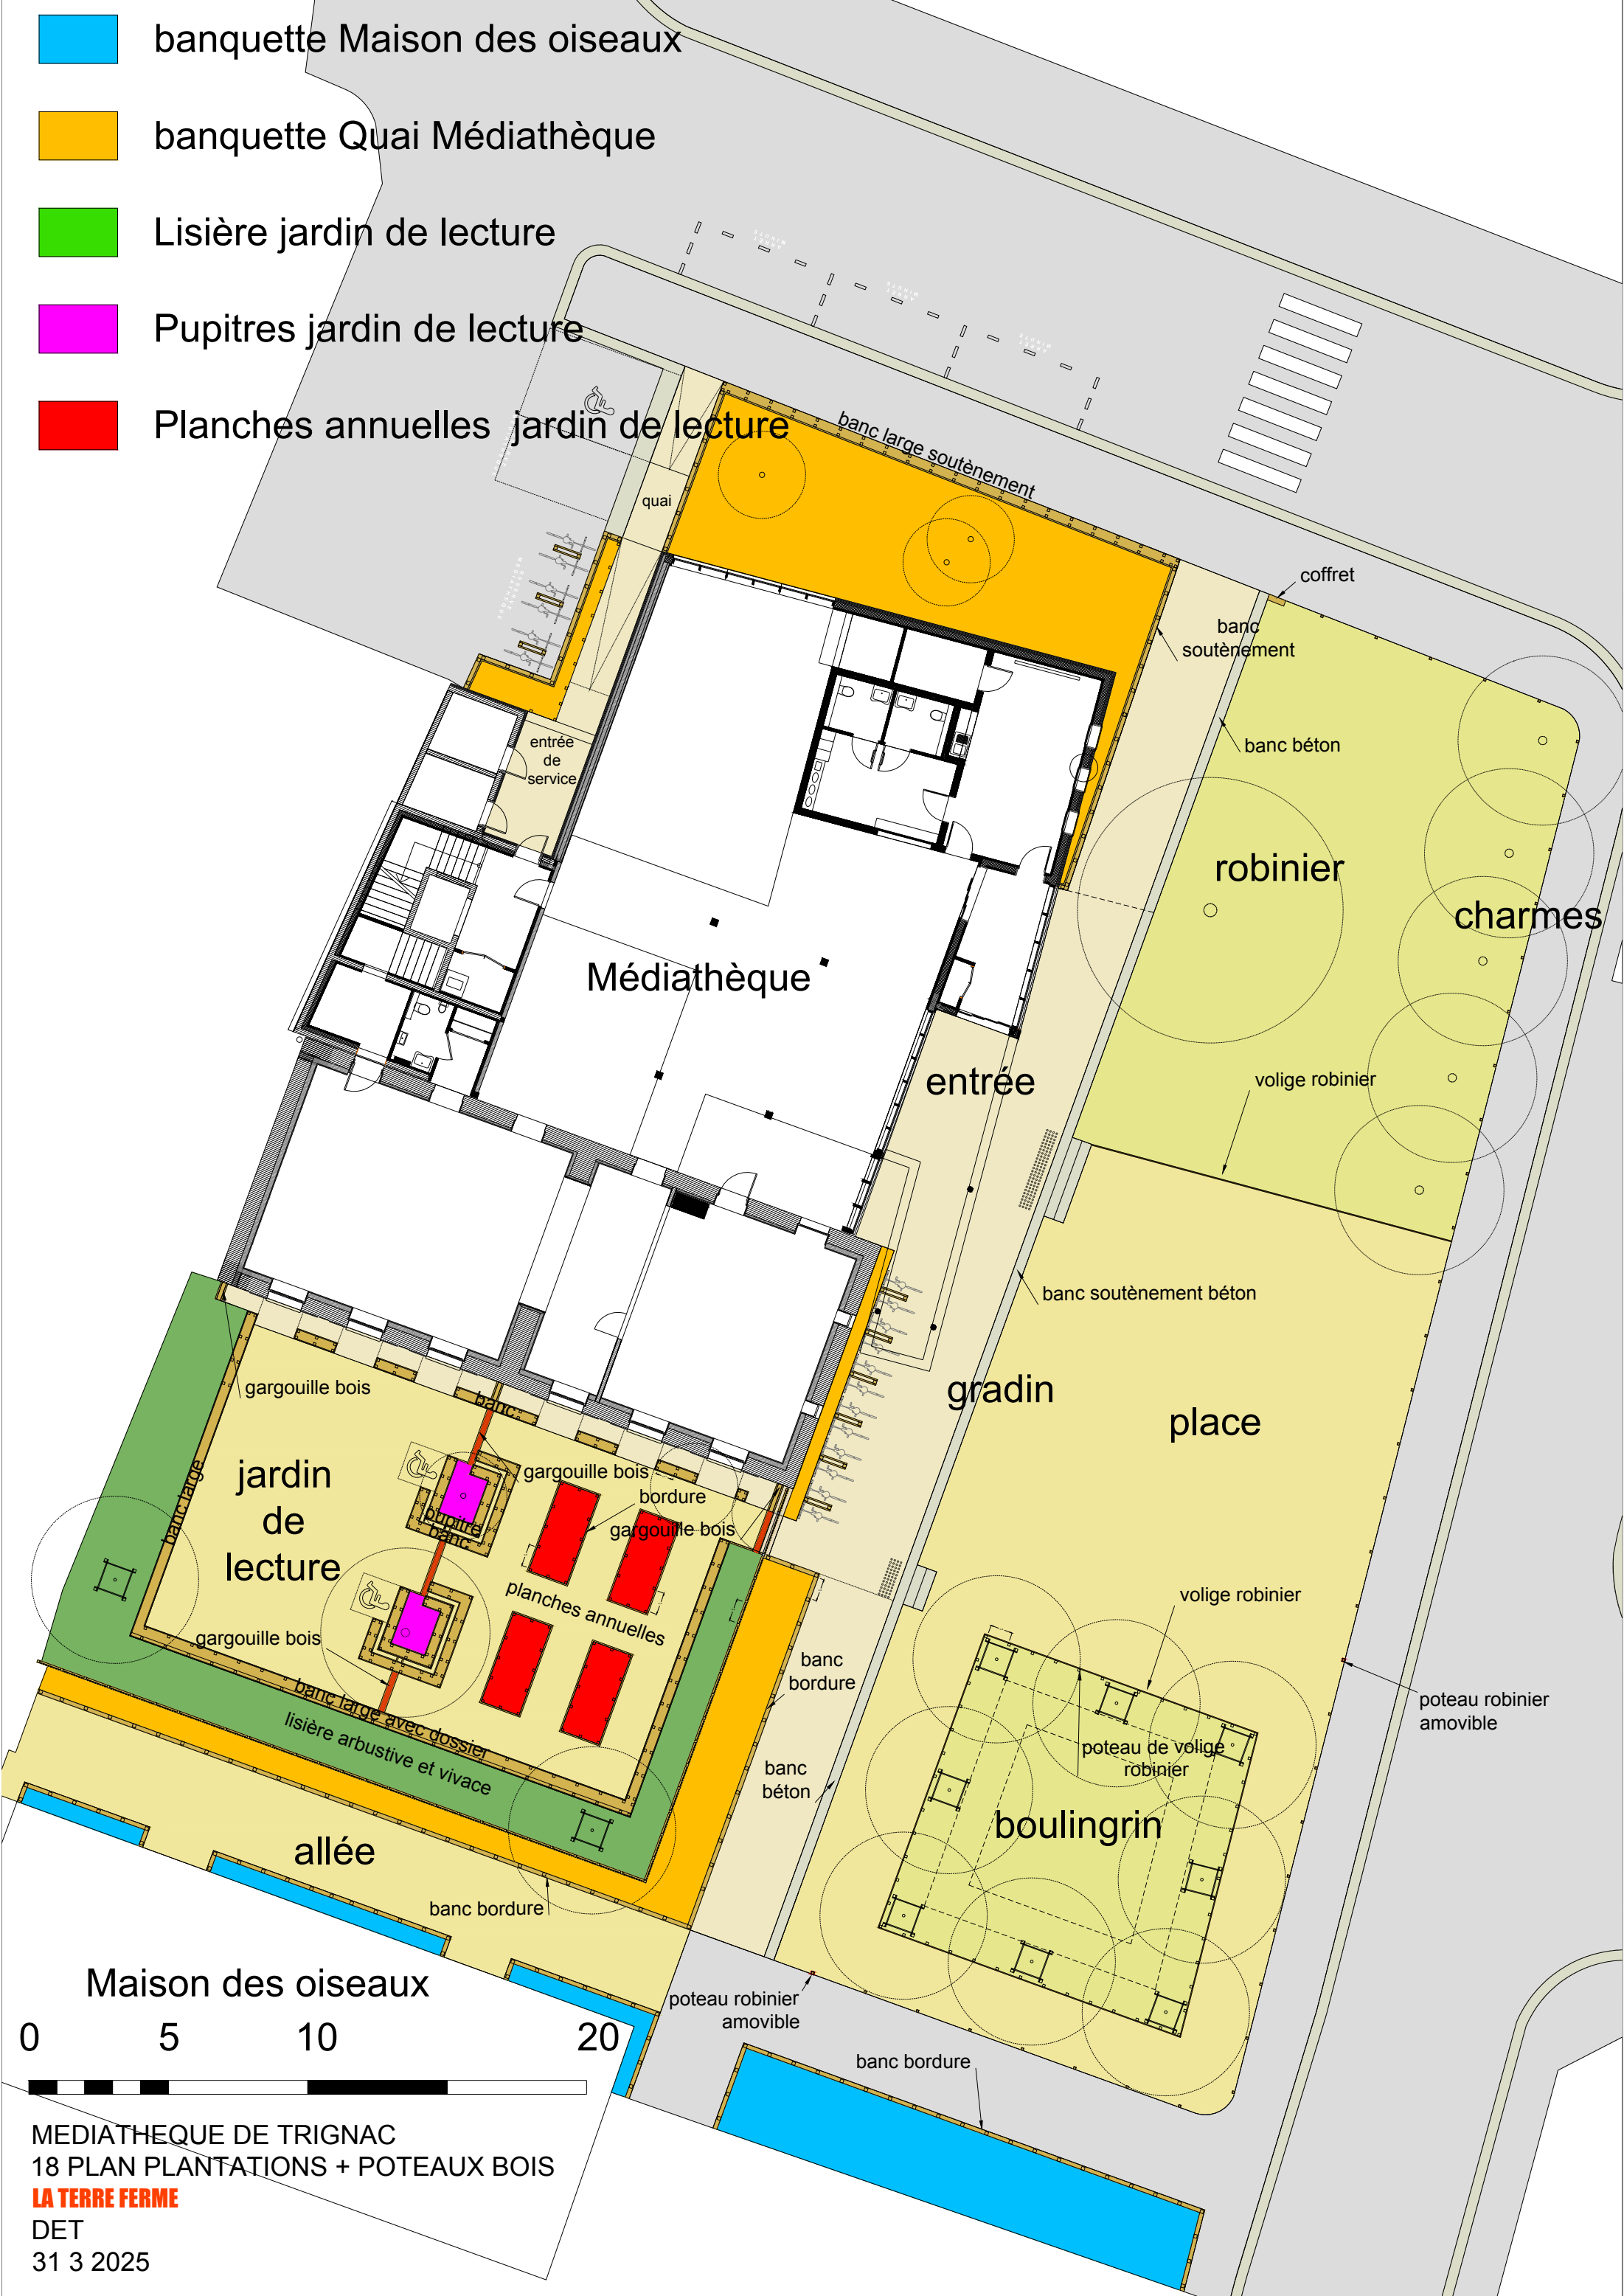 banquette Maison des oiseaux
banquette Quai Médiathèque
Lisière jardin de lecture
Pupitres jardin de lecture
Planches annuelles jardin de lecture
banc large soutènement
quai
coffret
banc
soutènement
banc béton
entrée
de
service
robinier
charmes
Médiathèque
entrée
volige robinier
banc soutènement béton
gargouille bois
banc
gradin
place
jardin
de
lecture
banc large
gargouille bois
bordure
gargouille bois
pupitre
banc
planches annuelles
volige robinier
gargouille bois
banc
bordure
poteau robinier
amovible
banc large avec dossier
lisière arbustive et vivace
poteau de volige
robinier
banc
béton
boulingrin
allée
banc bordure
Maison des oiseaux
poteau robinier
amovible
0 5 10 20
banc bordure
MEDIATHEQUE DE TRIGNAC
18 PLAN PLANTATIONS + POTEAUX BOIS
LA TERRE FERME
DET
31 3 2025